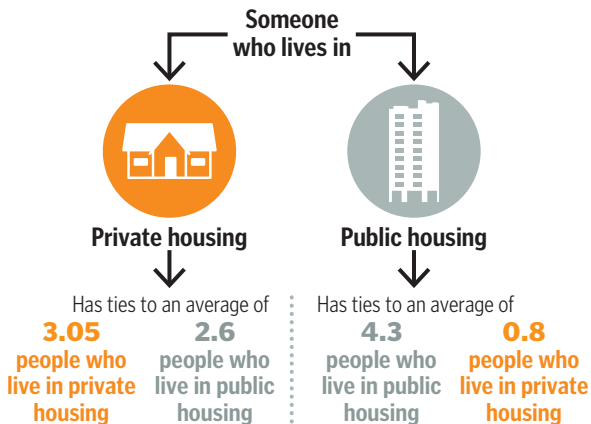 Someone
who lives in
Private housing
Public housing
Has ties to an average of
3.05
people who
live in private
housing
2.6
people who
live in public
housing
Has ties to an average of
4.3
people who
live in public
housing
0.8
people who
live in private
housing